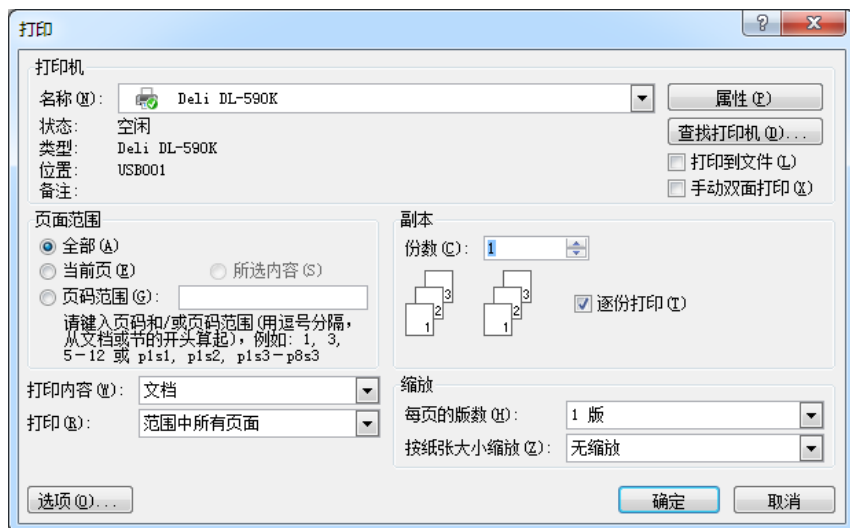 打印
打印机
名称(N): Deli DL-590K 属性(P)
状态: 空闲 查找打印机(D)...
类型: Deli DL-590K 打印到文件(L)
位置: USB001 手动双面打印(X)
备注:
页面范围
全部(A)
当前页(E) 所选内容(S)
页码范围(G):
请键入页码和/或页码范围(用逗号分隔，
从文档或节的开头算起)，例如: 1, 3,
5-12 或 p1s1, p1s2, p1s3-p8s3
副本
份数(C): 1
3 3
2 2
1 1
逐份打印(T)
打印内容(W): 文档
打印(R): 范围中所有页面
缩放
每页的版数(H): 1 版
按纸张大小缩放(Z): 无缩放
选项(O)... 确定 取消